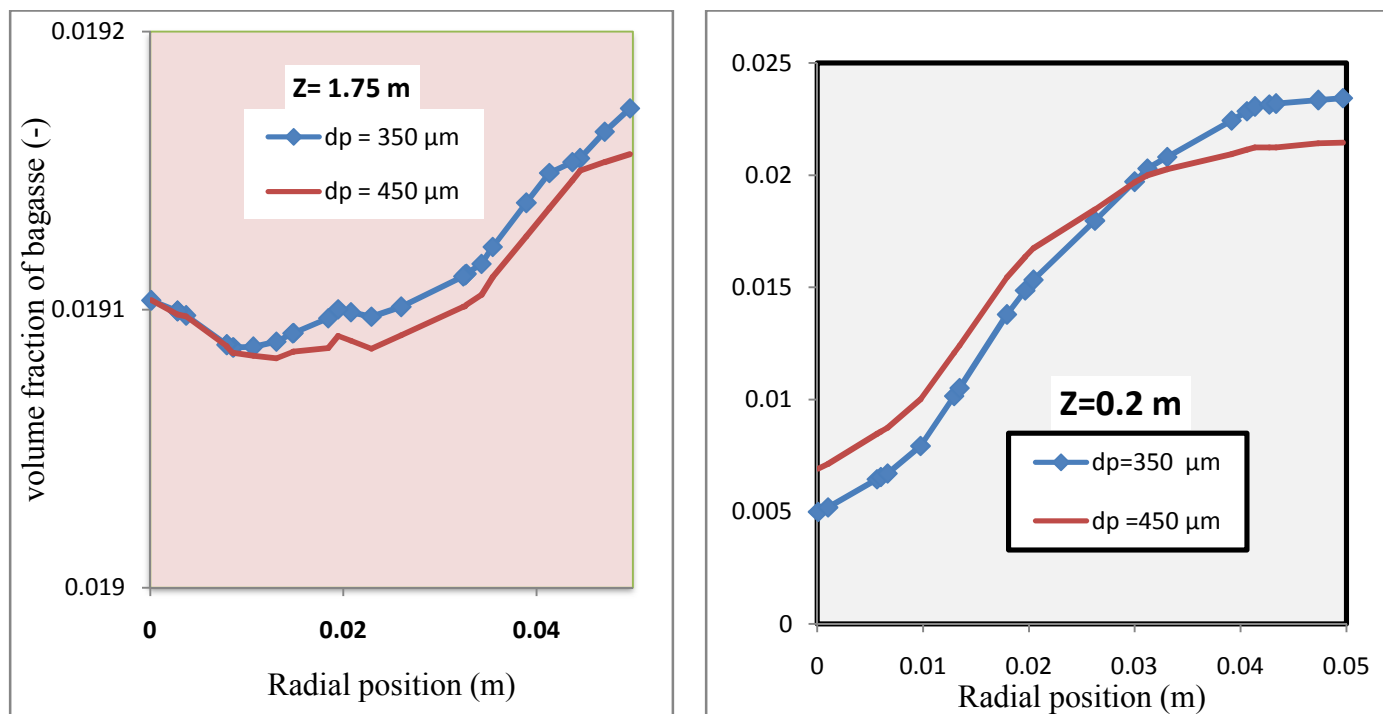 volume fraction of bagasse (-)
0.0192
0.0191
0.019
Z= 1.75 m
dp = 350 µm
dp = 450 µm
0 0.02 0.04
Radial position (m)
0.025
0.02
0.015
0.01
0.005
0
Z=0.2 m
dp=350 µm
dp =450 µm
0 0.01 0.02 0.03 0.04 0.05
Radial position (m)